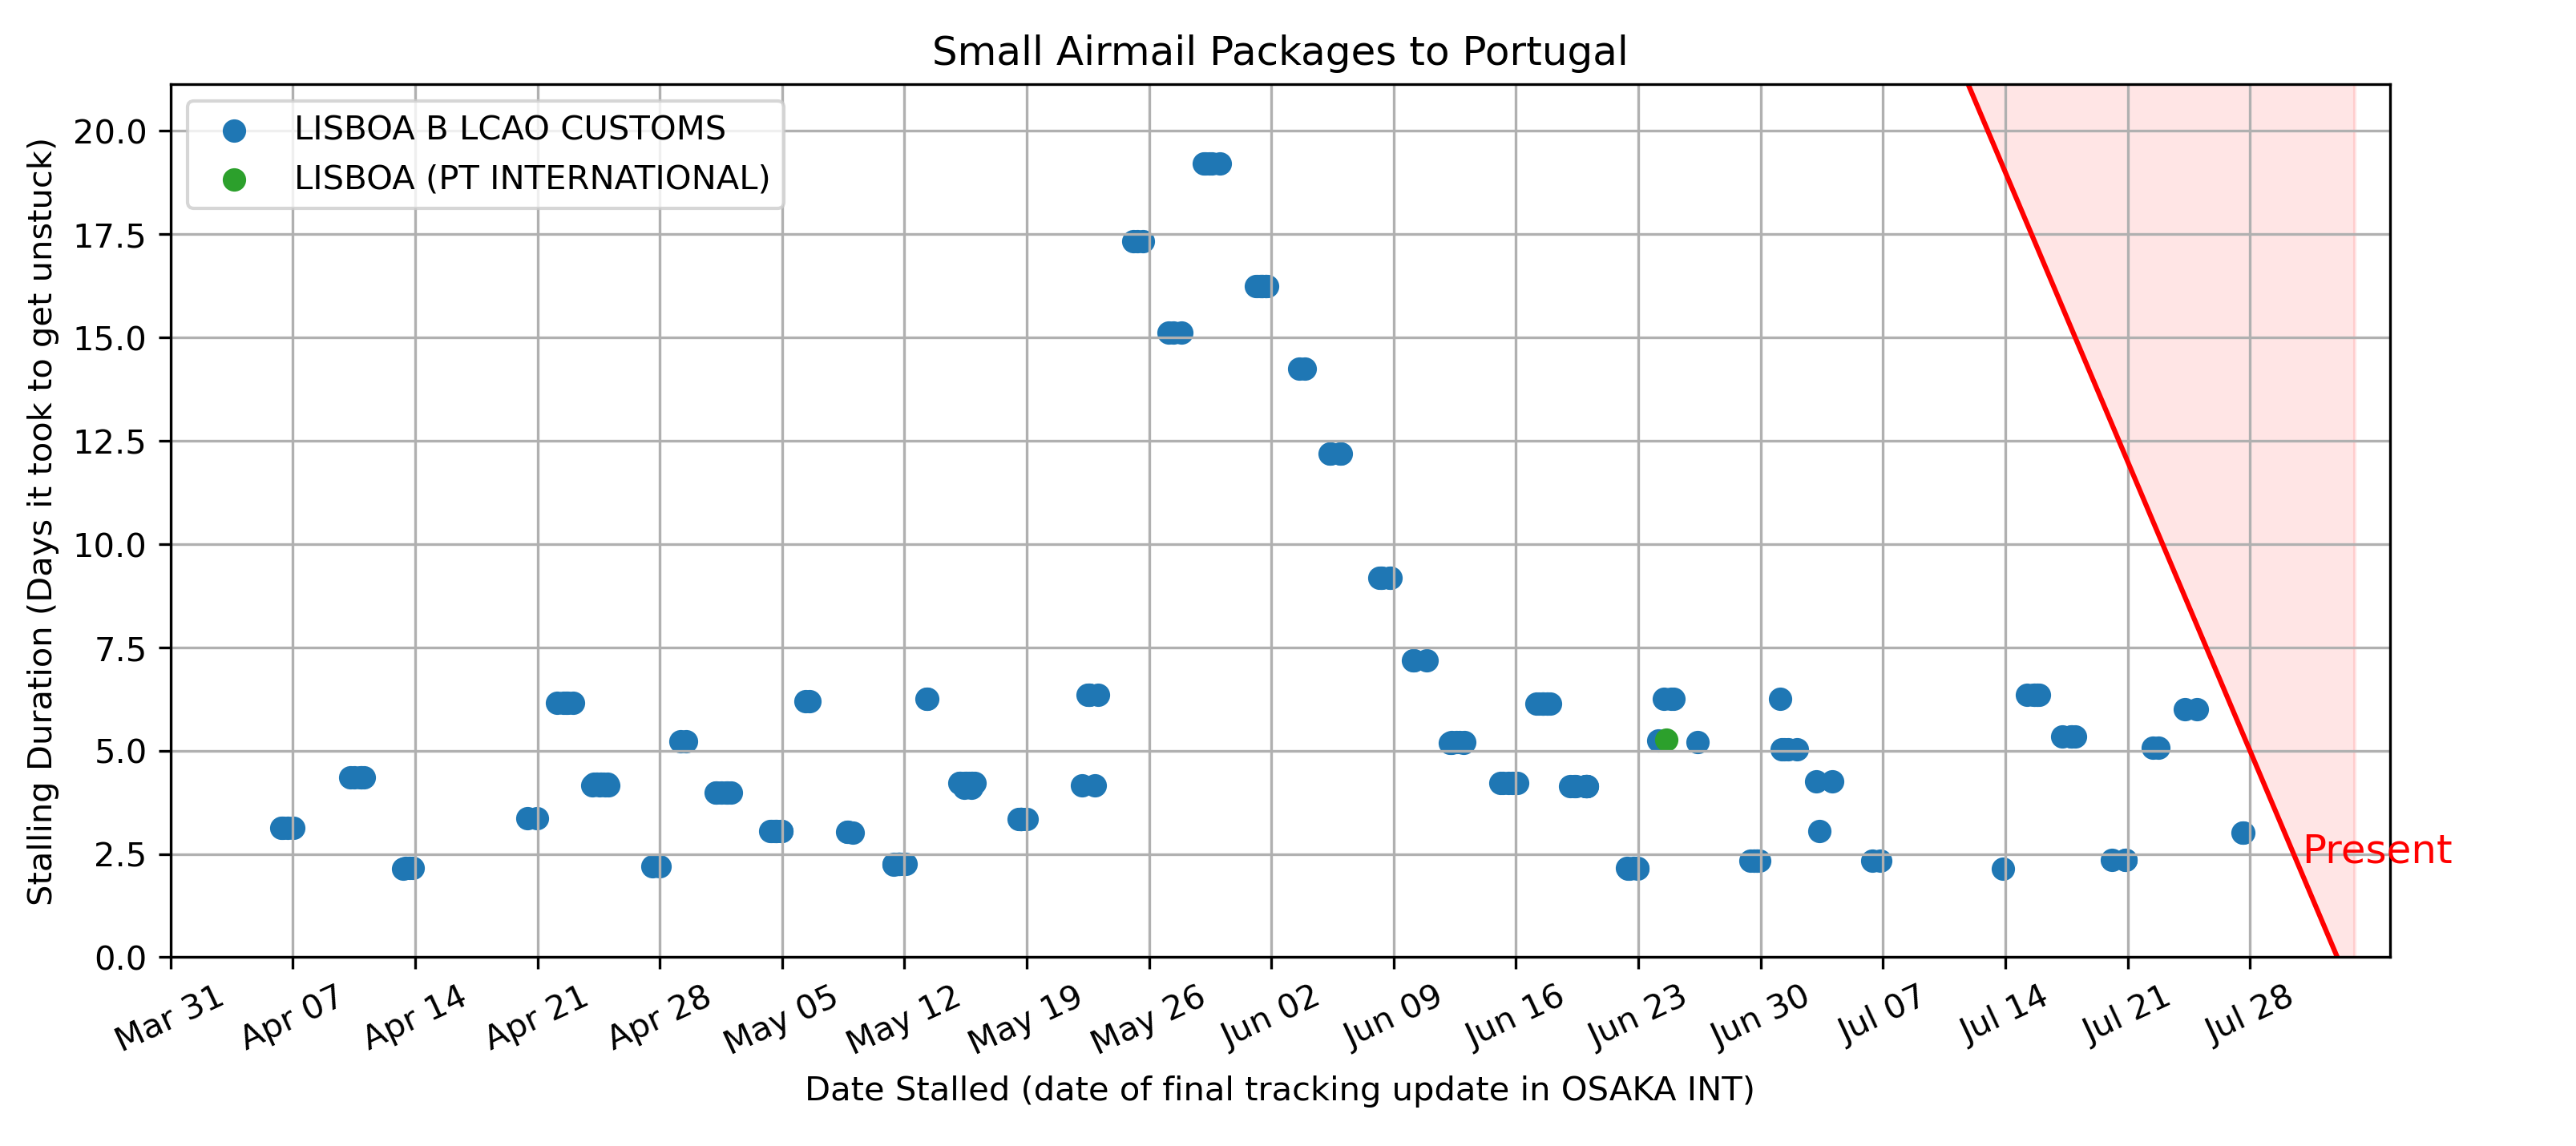 Small Airmail Packages to Portugal
LISBOA B LCAO CUSTOMS
LISBOA (PT INTERNATIONAL)
Stalling Duration (Days it took to get unstuck)
20.0
17.5
15.0
12.5
10.0
7.5
5.0
2.5
0.0
Present
Mar 31
Apr 07
Apr 14
Apr 21
Apr 28
May 05
May 12
May 19
May 26
Jun 02
Jun 09
Jun 16
Jun 23
Jun 30
Jul 07
Jul 14
Jul 21
Jul 28
Date Stalled (date of final tracking update in OSAKA INT)